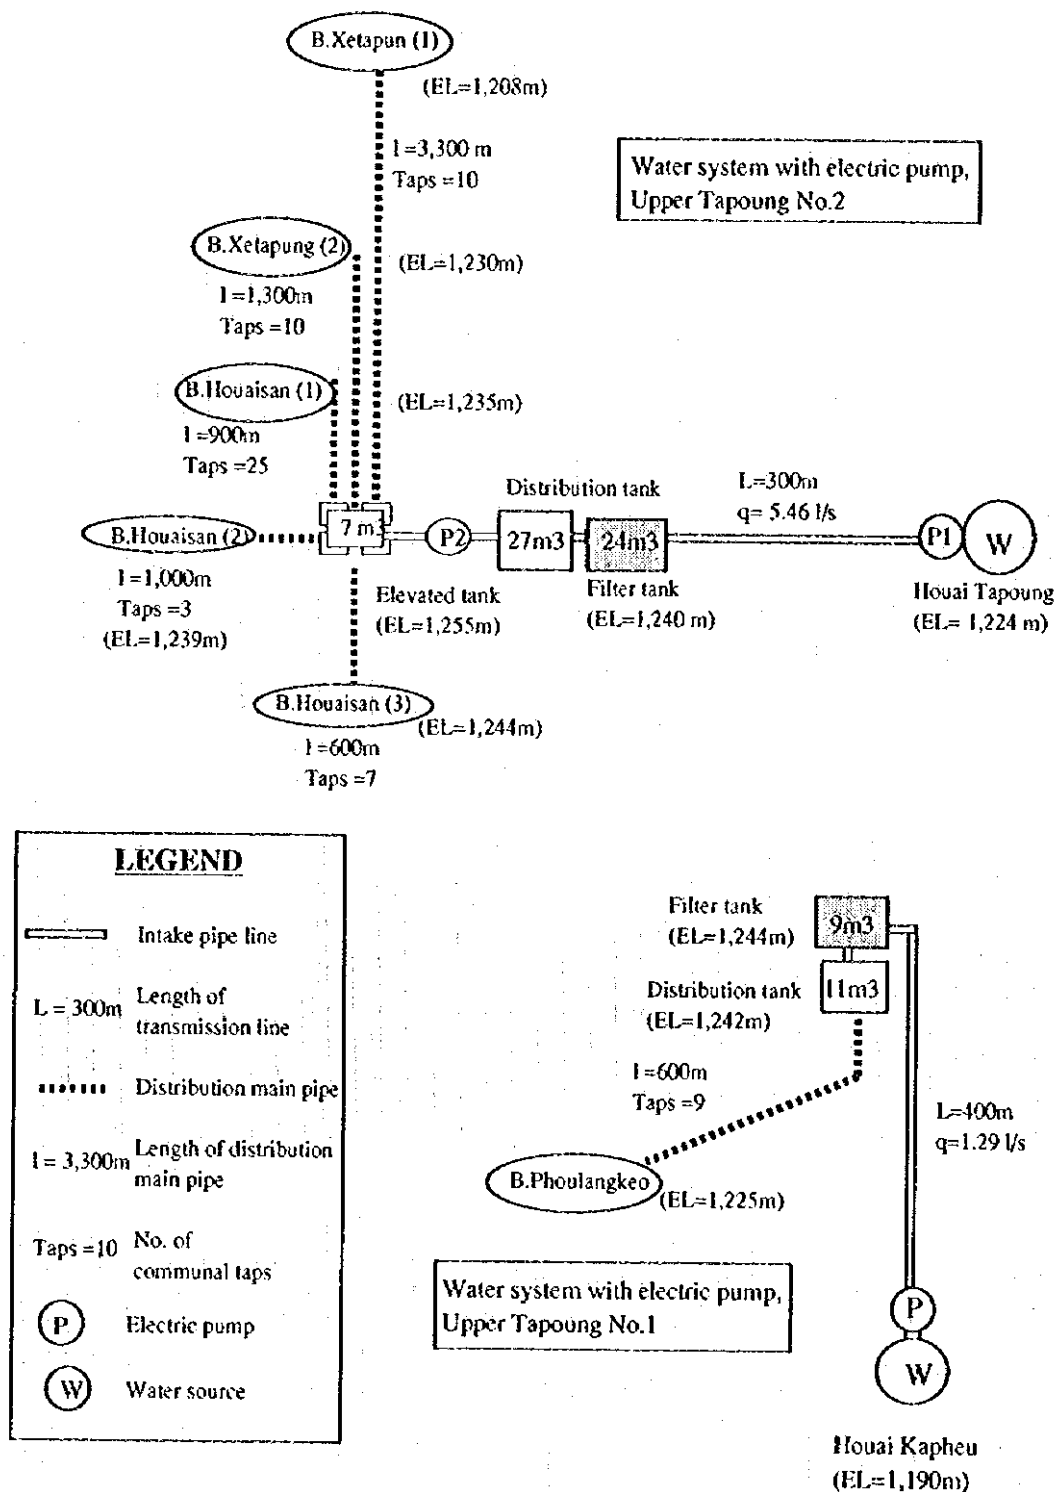 B.Xetapun (1)
(EL=1,208m)
l=3,300 m
Taps =10
Water system with electric pump,
Upper Tapoung No.2
B.Xetapung (2)
(EL=1,230m)
l=1,300m
Taps =10
B.Houaisan (1)
(EL=1,235m)
l=900m
Taps =25
Distribution tank
L=300m
q= 5.46 l/s
B.Houaisan (2)
7 m3
P2
27m3
24m3
P1
W
l=1,000m
Taps =3
(EL=1,239m)
Elevated tank
(EL=1,255m)
Filter tank
(EL=1,240 m)
Houai Tapoung
(EL= 1,224 m)
B.Houaisan (3)
(EL=1,244m)
l=600m
Taps =7
LEGEND
Intake pipe line
L = 300m
Length of
transmission line
Distribution main pipe
l = 3,300m
Length of distribution
main pipe
Taps =10
No. of
communal taps
P
Electric pump
W
Water source
Filter tank
(EL=1,244m)
9m3
Distribution tank
(EL=1,242m)
11m3
l=600m
Taps =9
L=400m
q=1.29 l/s
B.Phoulangkeo
(EL=1,225m)
Water system with electric pump,
Upper Tapoung No.1
P
W
Houai Kapheu
(EL=1,190m)